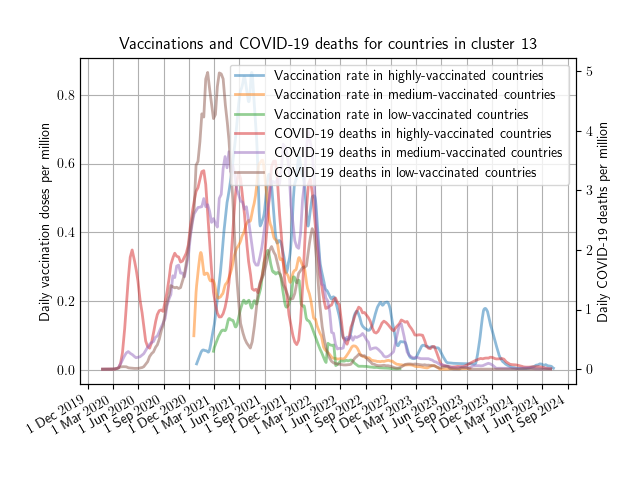 Vaccinations and COVID-19 deaths for countries in cluster 13
Vaccination rate in highly-vaccinated countries
Vaccination rate in medium-vaccinated countries
Vaccination rate in low-vaccinated countries
COVID-19 deaths in highly-vaccinated countries
COVID-19 deaths in medium-vaccinated countries
COVID-19 deaths in low-vaccinated countries
Daily vaccination doses per million
0.8
0.6
0.4
0.2
0.0
Daily COVID-19 deaths per million
5
4
3
2
1
0
1 Dec 2019
1 Mar 2020
1 Jun 2020
1 Sep 2020
1 Dec 2020
1 Mar 2021
1 Jun 2021
1 Sep 2021
1 Dec 2021
1 Mar 2022
1 Jun 2022
1 Sep 2022
1 Dec 2022
1 Mar 2023
1 Jun 2023
1 Sep 2023
1 Dec 2023
1 Mar 2024
1 Jun 2024
1 Sep 2024